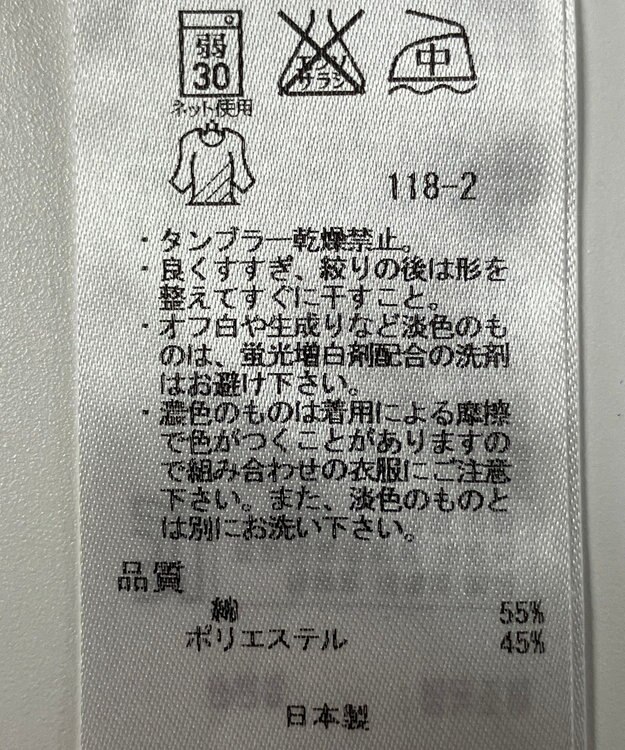 弱
30
ネット使用
エンソ
サラシ
中
118-2
・タンブラー乾燥禁止。
・良くすすぎ、絞りの後は形を
整えてすぐに干すこと。
・オフ白や生成りなど淡色のも
のは、蛍光増白剤配合の洗剤
はお避け下さい。
・濃色のものは着用による摩擦
で色がつくことがありますの
で組み合わせの衣服にご注意
下さい。また、淡色のものと
は別にお洗い下さい。
品質
綿 55%
ポリエステル 45%
日本製